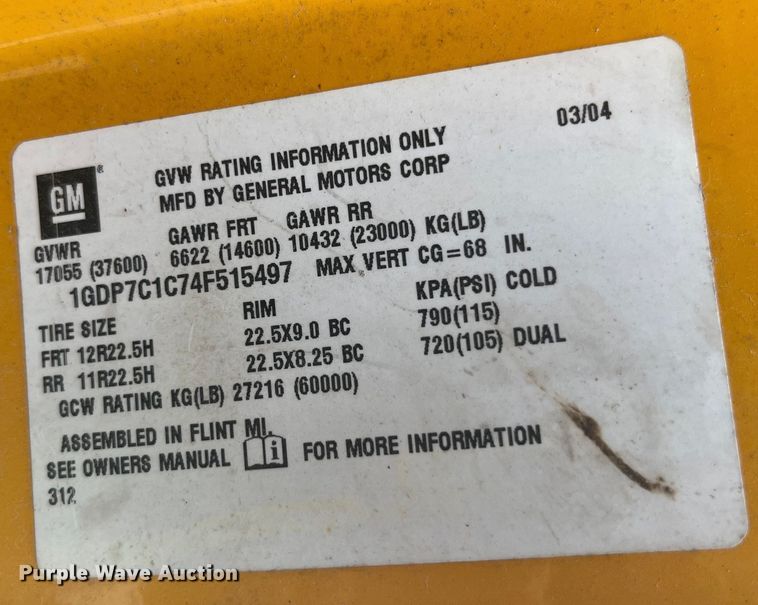 03/04
GM ®
GVW RATING INFORMATION ONLY
MFD BY GENERAL MOTORS CORP
GVWR GAWR FRT GAWR RR
17055 (37600) 6622 (14600) 10432 (23000) KG(LB)
1GDP7C1C74F515497 MAX VERT CG=68 IN.
TIRE SIZE RIM KPA(PSI) COLD
FRT 12R22.5H 22.5X9.0 BC 790(115)
RR 11R22.5H 22.5X8.25 BC 720(105) DUAL
GCW RATING KG(LB) 27216 (60000)
ASSEMBLED IN FLINT MI.
SEE OWNERS MANUAL i FOR MORE INFORMATION
312
Purple Wave Auction